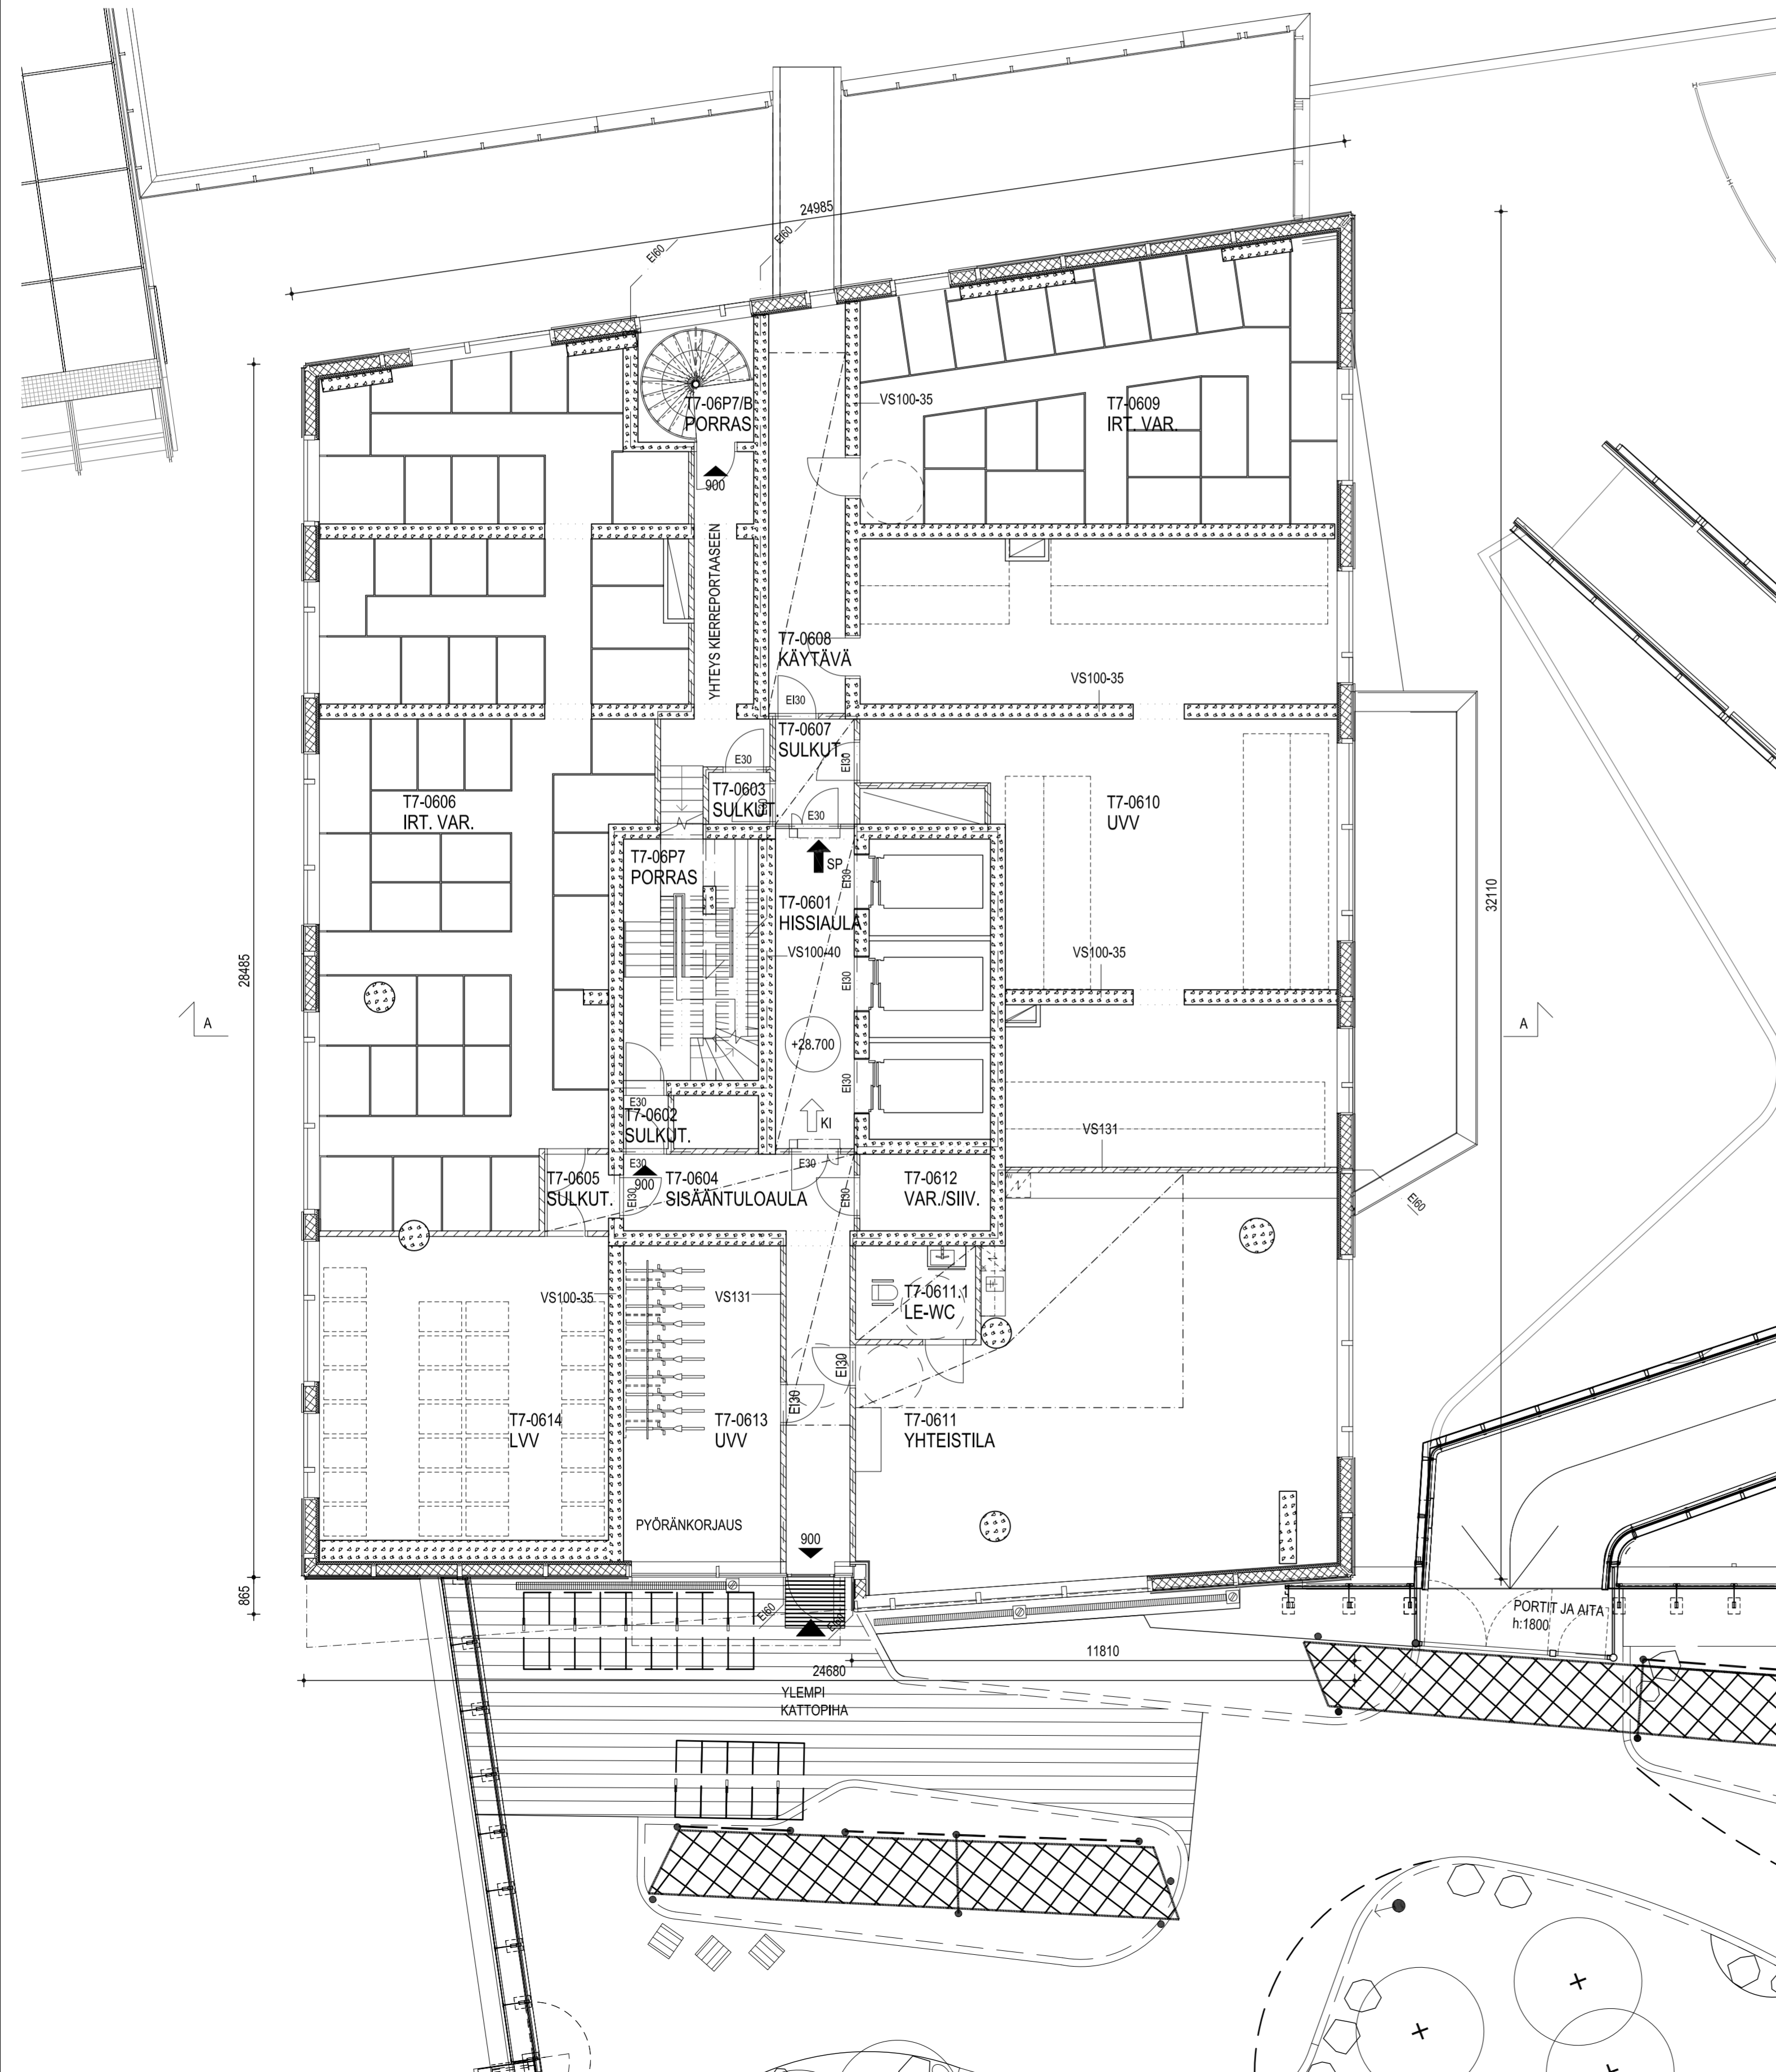 24985
EI60
EI60
T7-06P7/B
PORRAS
900
VS100-35
T7-0609
IRT. VAR.
YHTEYS KIERREPORTAASEEN
T7-0608
KÄYTÄVÄ
EI30
VS100-35
T7-0607
SULKUT.
E30
EI30
T7-0603
SULKUT.
E30
E30
T7-0606
IRT. VAR.
T7-0610
UVV
SP
T7-06P7
PORRAS
EI30
T7-0601
HISSIAULA
VS100-40
VS100-35
EI30
32110
28485
A
A
+28.700
EI30
KI
E30
T7-0602
SULKUT.
VS131
E30
E30
T7-0605
SULKUT.
900
EI30
T7-0604
SISÄÄNTULOAULA
EI30
T7-0612
VAR./SIIV.
EI60
VS100-35
VS131
T7-0611.1
LE-WC
EI30
EI30
T7-0614
LVV
T7-0613
UVV
T7-0611
YHTEISTILA
PYÖRÄNKORJAUS
900
865
EI60
EI60
PORTIT JA AITA
h:1800
11810
24680
YLEMPI
KATTOPIHA